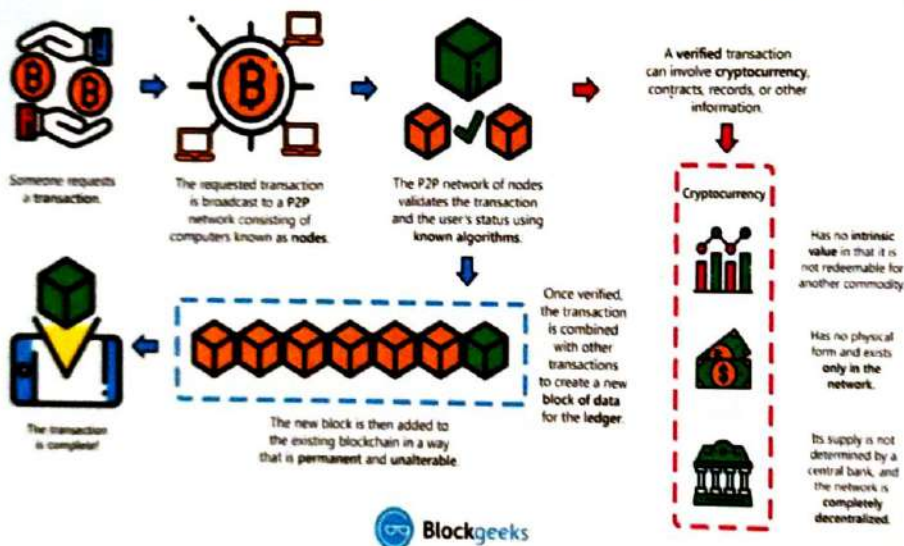 Someone requests
a transaction.
The requested transaction
is broadcast to a P2P
network consisting of
computers known as nodes.
The P2P network of nodes
validates the transaction
and the user's status using
known algorithms.
A verified transaction
can involve cryptocurrency,
contracts, records, or other
information.
Cryptocurrency
Has no intrinsic
value in that it is
not redeemable for
another commodity.
Has no physical
form and exists
only in the
network.
Its supply is not
determined by a
central bank, and
the network is
completely
decentralized.
Once verified,
the transaction
is combined
with other
transactions
to create a new
block of data
for the ledger.
The new block is then added to
the existing blockchain in a way
that is permanent and unalterable.
The transaction
is complete!
Blockgeeks